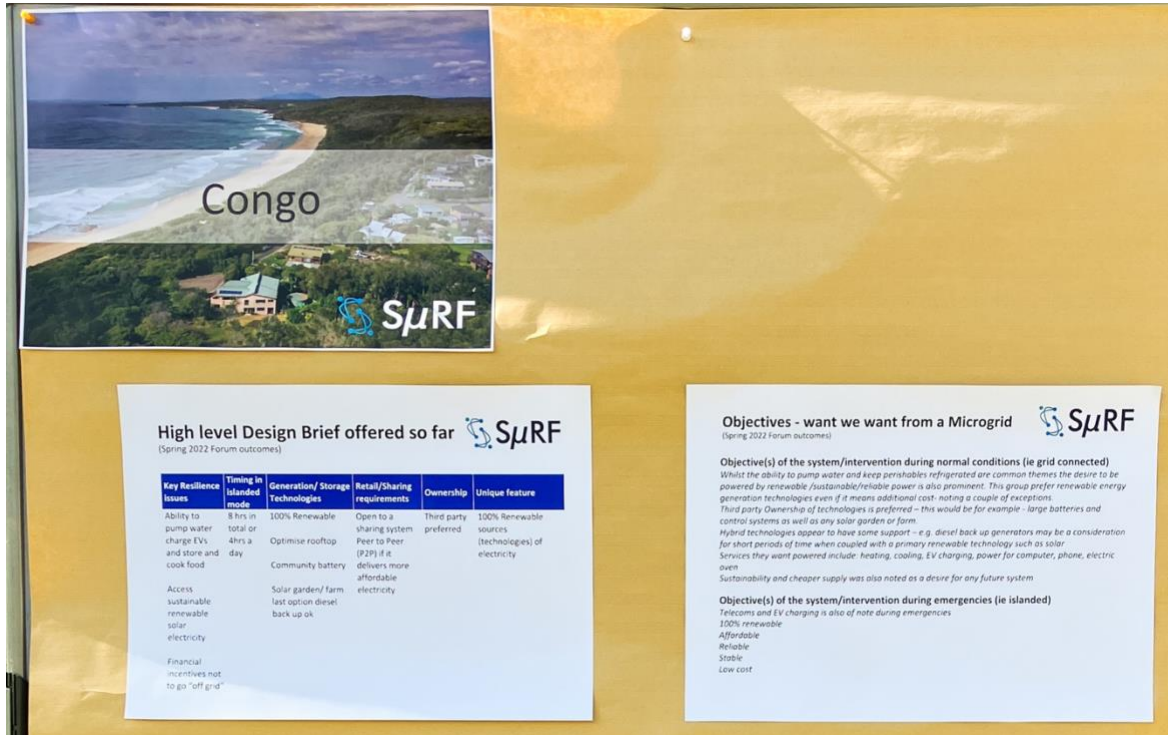 Congo
SμRF
High level Design Brief offered so far
SμRF
(Spring 2022 Forum outcomes)
Key Resilience issues
Timing in islanded mode
Generation/ Storage Technologies
Retail/Sharing requirements
Ownership
Unique feature
Ability to
pump water
charge EVs
and store and
cook food
Access
sustainable
renewable
solar
electricity
Financial
incentives not
to go "off grid"
8 hrs in
total or
4hrs a
day
100% Renewable
Optimise rooftop
Community battery
Solar garden/ farm
last option diesel
back up ok
Open to a
sharing system
Peer to Peer
(P2P) if it
delivers more
affordable
electricity
Third party
preferred
100% Renewable
sources
(technologies) of
electricity
Objectives - want we want from a Microgrid
SμRF
(Spring 2022 Forum outcomes)
Objective(s) of the system/intervention during normal conditions (ie grid connected)
Whilst the ability to pump water and keep perishables refrigerated are common themes the desire to be
powered by renewable /sustainable/reliable power is also prominent. This group prefer renewable energy
generation technologies even if it means additional cost- noting a couple of exceptions.
Third party Ownership of technologies is preferred – this would be for example - large batteries and
control systems as well as any solar garden or farm
Hybrid technologies appear to have some support – e.g. diesel back up generators may be a consideration
for short periods of time when coupled with a primary renewable technology such as solar
Services they want powered include: heating, cooling, EV charging, power for computer, phone, electric
oven
Sustainability and cheaper supply was also noted as a desire for any future system
Objective(s) of the system/intervention during emergencies (ie islanded)
Telecoms and EV charging is also of note during emergencies
100% renewable
Affordable
Reliable
Stable
Low cost